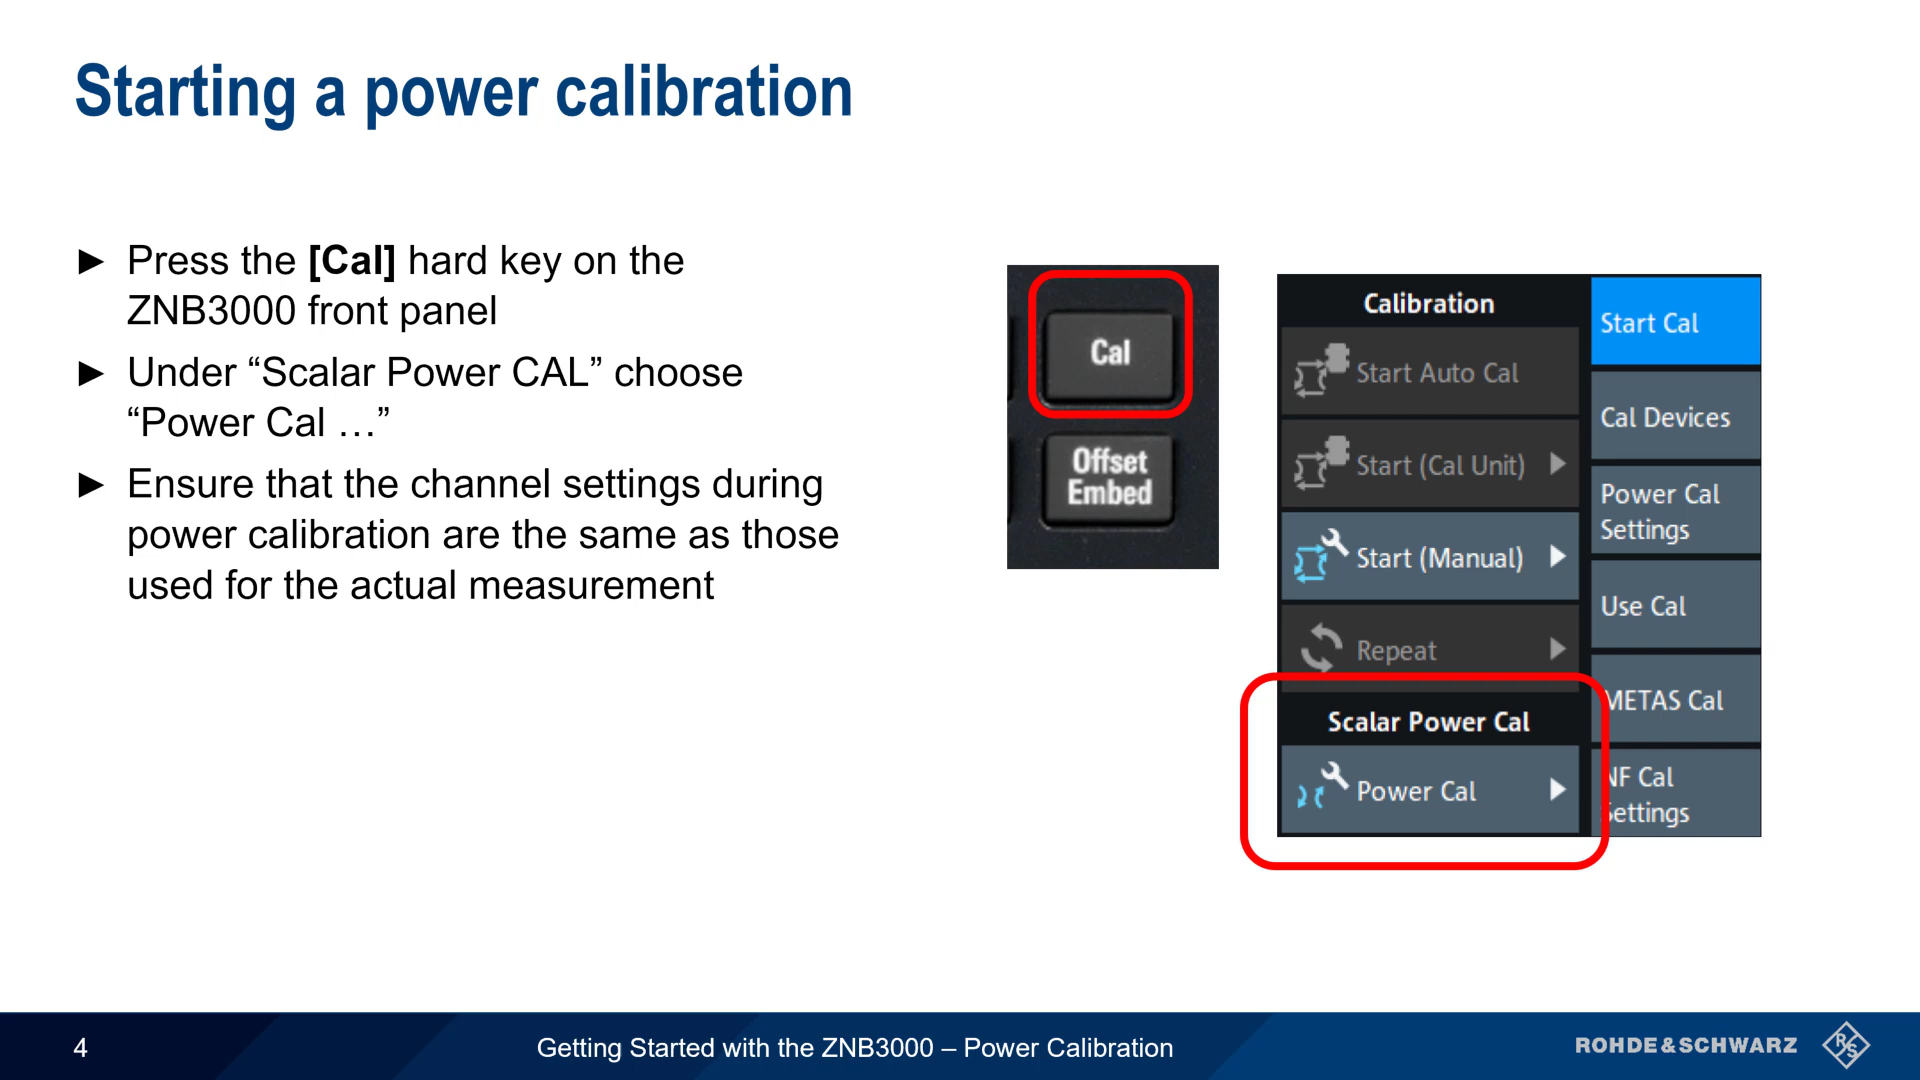 Starting a power calibration
► Press the [Cal] hard key on the
ZNB3000 front panel
► Under “Scalar Power CAL” choose
“Power Cal …”
► Ensure that the channel settings during
power calibration are the same as those
used for the actual measurement
Cal
Offset
Embed
Calibration
Start Auto Cal
Start (Cal Unit)
Start (Manual)
Repeat
Scalar Power Cal
Power Cal
Start Cal
Cal Devices
Power Cal
Settings
Use Cal
METAS Cal
NF Cal
Settings
4
Getting Started with the ZNB3000 – Power Calibration
ROHDE&SCHWARZ
R&S